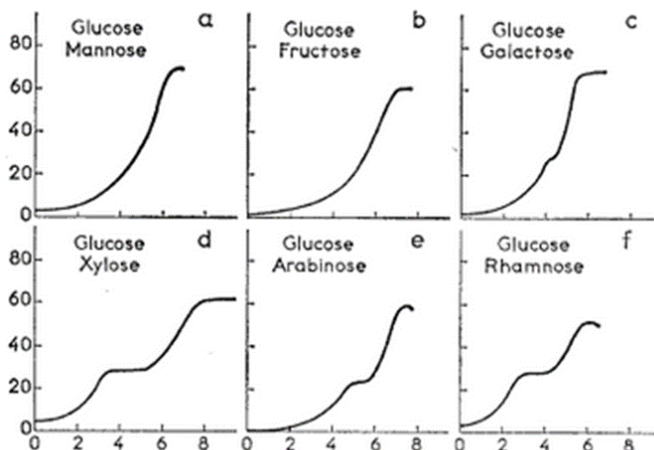 a
Glucose
Mannose
80
60
40
20
0
b
Glucose
Fructose
c
Glucose
Galactose
d
Glucose
Xylose
80
60
40
20
0
0 2 4 6 8
e
Glucose
Arabinose
0 2 4 6 8
f
Glucose
Rhamnose
0 2 4 6 8